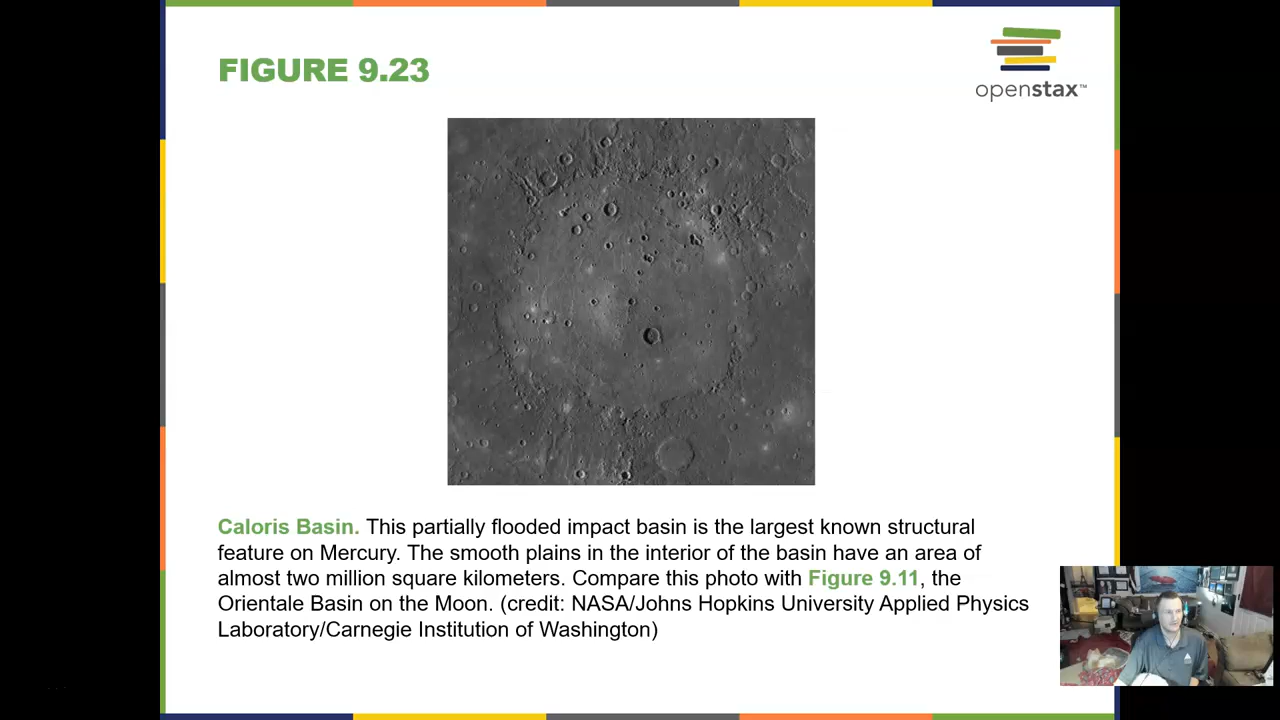 FIGURE 9.23
openstax™
Caloris Basin. This partially flooded impact basin is the largest known structural
feature on Mercury. The smooth plains in the interior of the basin have an area of
almost two million square kilometers. Compare this photo with Figure 9.11, the
Orientale Basin on the Moon. (credit: NASA/Johns Hopkins University Applied Physics
Laboratory/Carnegie Institution of Washington)